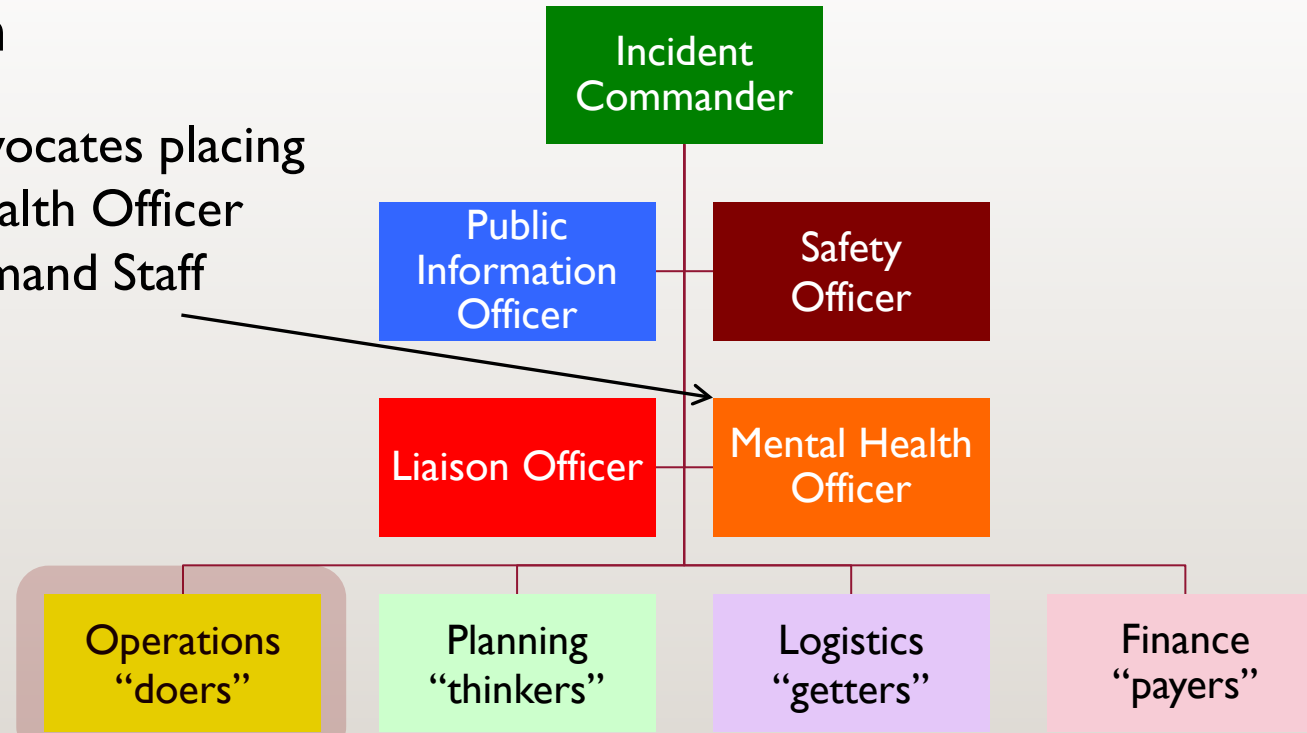 Incident
Commander
vocates placing
alth Officer
mand Staff
Public
Information
Officer
Safety
Officer
Liaison Officer
Mental Health
Officer
Operations
“doers”
Planning
“thinkers”
Logistics
“getters”
Finance
“payers”